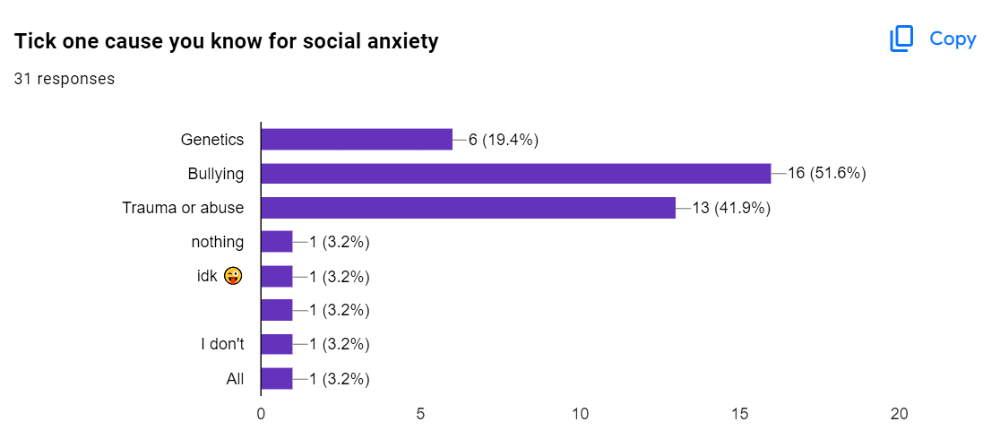 Tick one cause you know for social anxiety
Copy
31 responses
Genetics 6 (19.4%)
Bullying 16 (51.6%)
Trauma or abuse 13 (41.9%)
nothing 1 (3.2%)
idk 😜 1 (3.2%)
1 (3.2%)
I don't 1 (3.2%)
All 1 (3.2%)
0 5 10 15 20